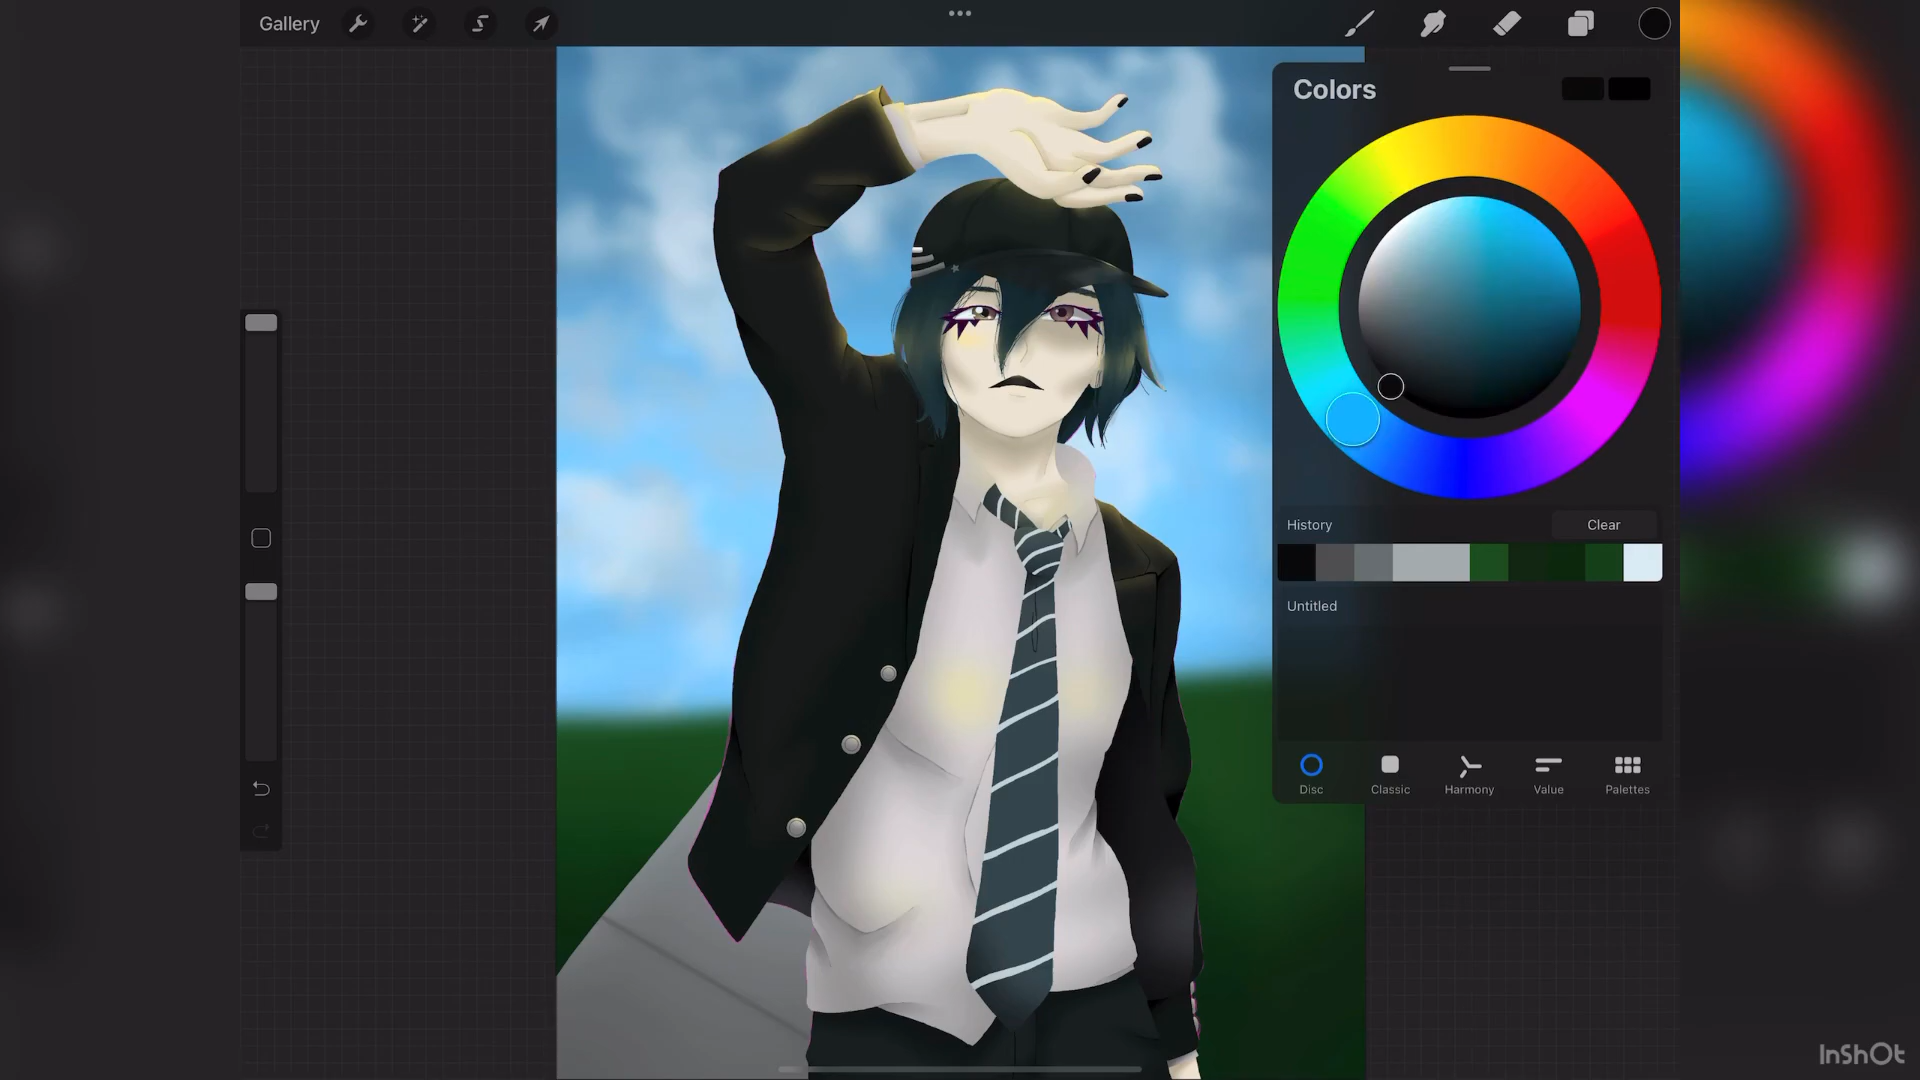 Gallery
Colors
History
Clear
Untitled
Disc
Classic
Harmony
Value
Palettes
InShOt